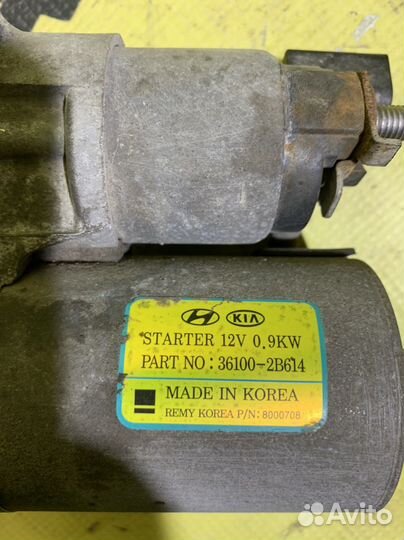 KIA
STARTER 12V 0.9KW
PART NO : 36100-2B614
MADE IN KOREA
REMY KOREA P/N: 8000708
Avito